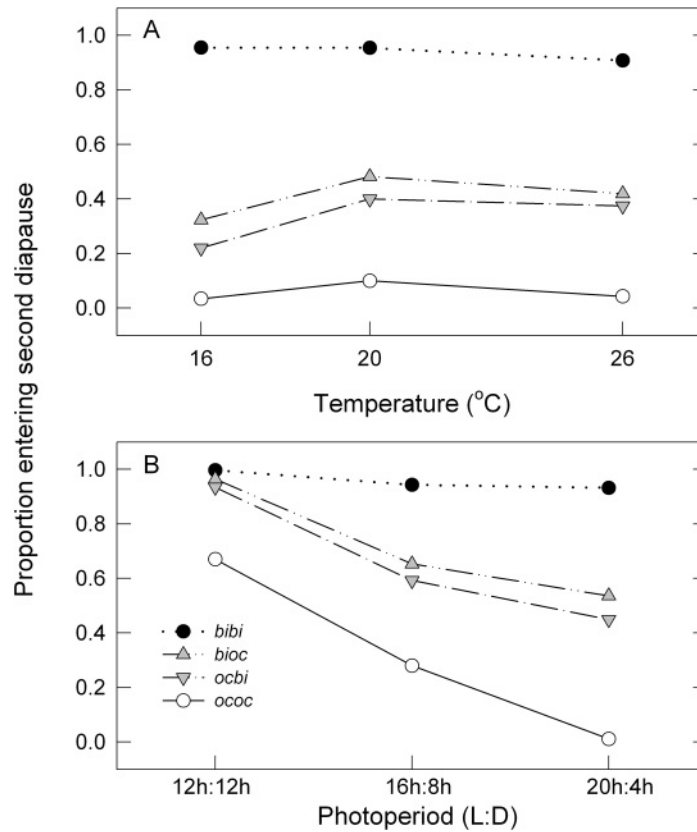 Proportion entering second diapause
A
1.0
0.8
0.6
0.4
0.2
0.0
16
20
26
Temperature (°C)
B
1.0
0.8
0.6
0.4
0.2
0.0
bibi
bioc
ocbi
ococ
12h:12h
16h:8h
20h:4h
Photoperiod (L:D)